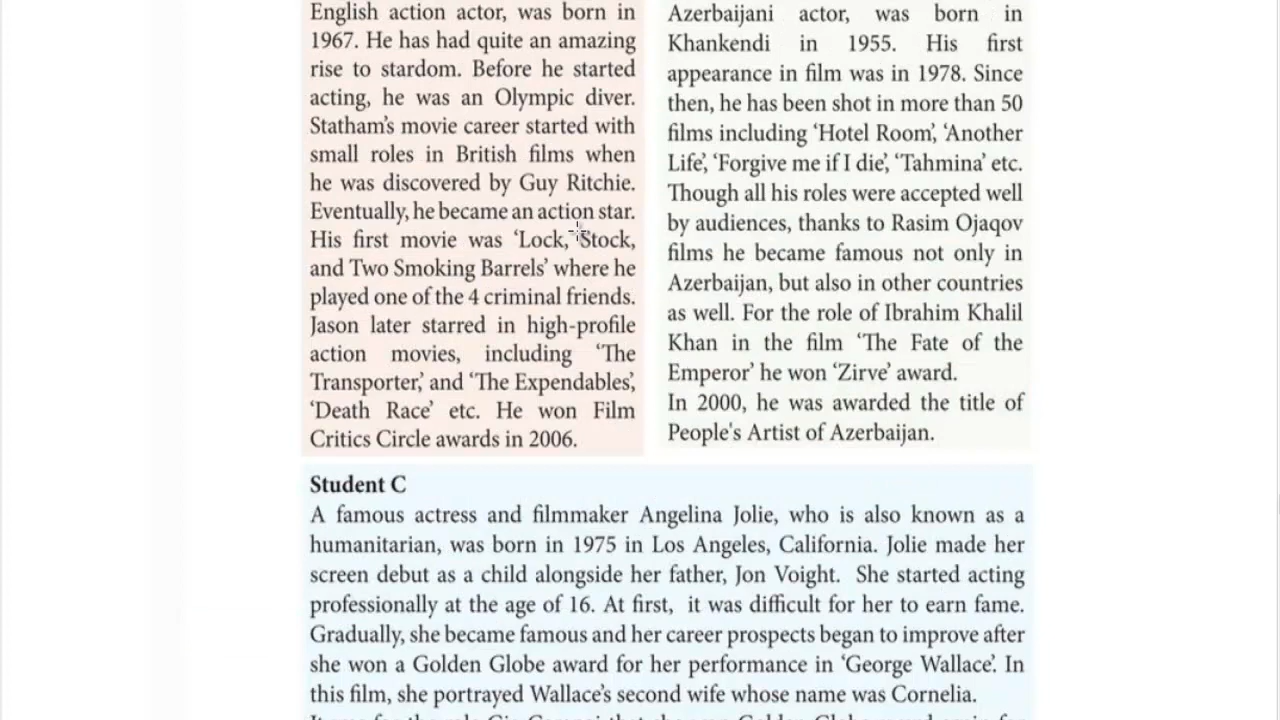 English action actor, was born in
1967. He has had quite an amazing
rise to stardom. Before he started
acting, he was an Olympic diver.
Statham’s movie career started with
small roles in British films when
he was discovered by Guy Ritchie.
Eventually, he became an action star.
His first movie was ‘Lock, Stock,
and Two Smoking Barrels’ where he
played one of the 4 criminal friends.
Jason later starred in high-profile
action movies, including ‘The
Transporter,’ and ‘The Expendables’,
‘Death Race’ etc. He won Film
Critics Circle awards in 2006.
Azerbaijani actor, was born in
Khankendi in 1955. His first
appearance in film was in 1978. Since
then, he has been shot in more than 50
films including ‘Hotel Room’, ‘Another
Life’, ‘Forgive me if I die’, ‘Tahmina’ etc.
Though all his roles were accepted well
by audiences, thanks to Rasim Ojaqov
films he became famous not only in
Azerbaijan, but also in other countries
as well. For the role of Ibrahim Khalil
Khan in the film ‘The Fate of the
Emperor’ he won ‘Zirve’ award.
In 2000, he was awarded the title of
People's Artist of Azerbaijan.
Student C
A famous actress and filmmaker Angelina Jolie, who is also known as a
humanitarian, was born in 1975 in Los Angeles, California. Jolie made her
screen debut as a child alongside her father, Jon Voight. She started acting
professionally at the age of 16. At first, it was difficult for her to earn fame.
Gradually, she became famous and her career prospects began to improve after
she won a Golden Globe award for her performance in ‘George Wallace’. In
this film, she portrayed Wallace’s second wife whose name was Cornelia.